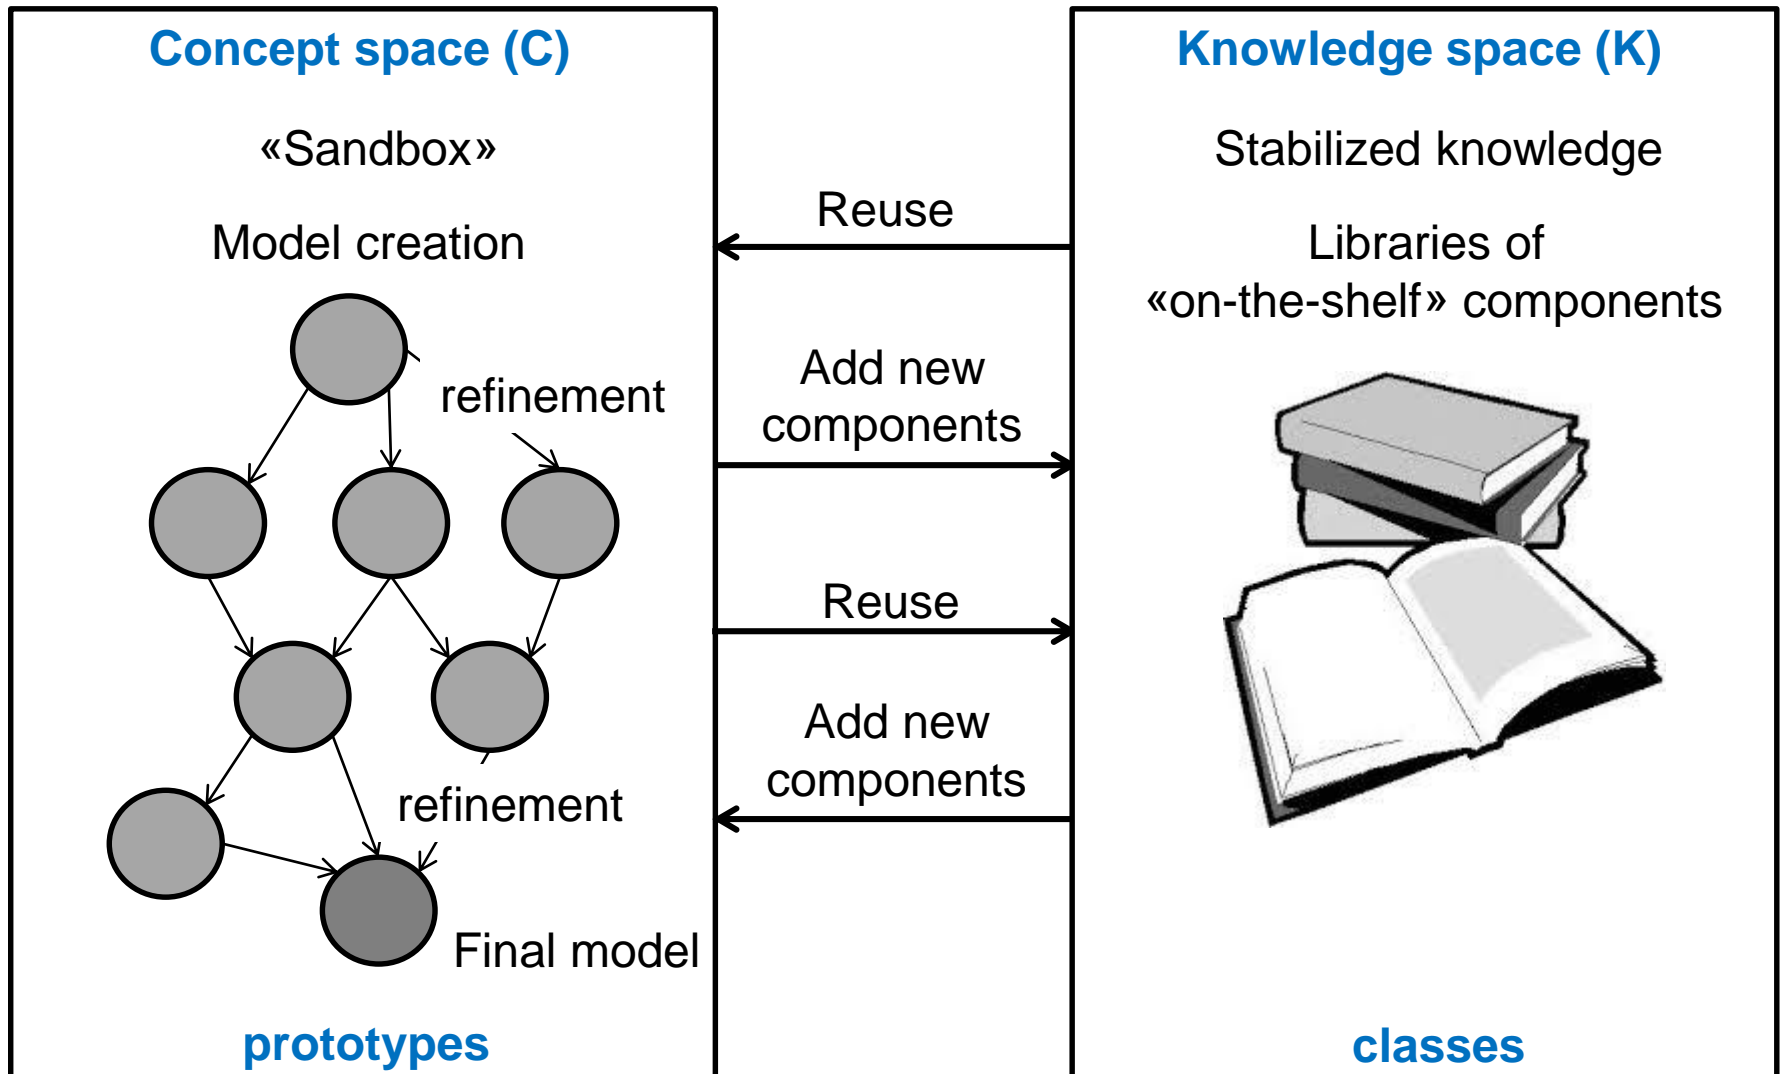 Concept space (C)
«Sandbox»
Model creation
refinement
refinement
Final model
prototypes
Reuse
Add new
components
Reuse
Add new
components
Knowledge space (K)
Stabilized knowledge
Libraries of
«on-the-shelf» components
classes